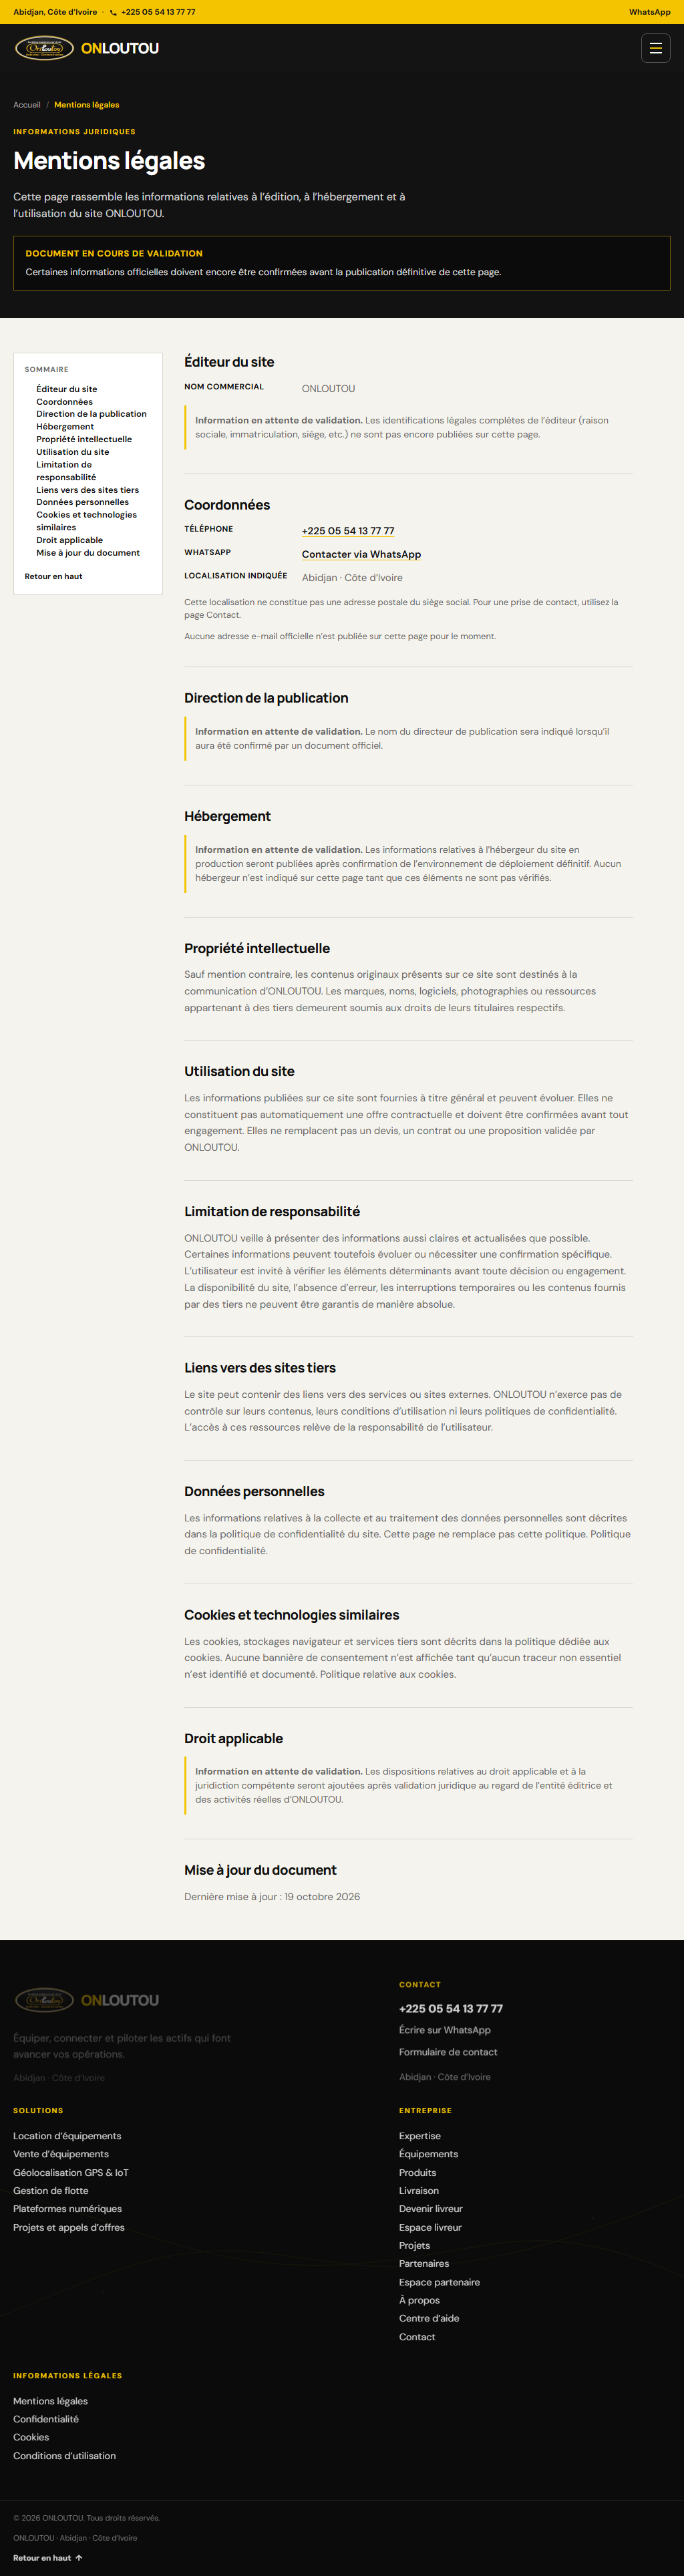 Abidjan, Côte d’Ivoire · +225 05 54 13 77 77
WhatsApp
ONLOUTOU
Accueil / Mentions légales
INFORMATIONS JURIDIQUES
Mentions légales
Cette page rassemble les informations relatives à l’édition, à l’hébergement et à
l’utilisation du site ONLOUTOU.
DOCUMENT EN COURS DE VALIDATION
Certaines informations officielles doivent encore être confirmées avant la publication définitive de cette page.
SOMMAIRE
Éditeur du site
Coordonnées
Direction de la publication
Hébergement
Propriété intellectuelle
Utilisation du site
Limitation de
responsabilité
Liens vers des sites tiers
Données personnelles
Cookies et technologies
similaires
Droit applicable
Mise à jour du document
Retour en haut
Éditeur du site
NOM COMMERCIAL ONLOUTOU
Information en attente de validation. Les identifications légales complètes de l’éditeur (raison
sociale, immatriculation, siège, etc.) ne sont pas encore publiées sur cette page.
Coordonnées
TÉLÉPHONE +225 05 54 13 77 77
WHATSAPP Contacter via WhatsApp
LOCALISATION INDIQUÉE Abidjan · Côte d’Ivoire
Cette localisation ne constitue pas une adresse postale du siège social. Pour une prise de contact, utilisez la
page Contact.
Aucune adresse e-mail officielle n’est publiée sur cette page pour le moment.
Direction de la publication
Information en attente de validation. Le nom du directeur de publication sera indiqué lorsqu’il
aura été confirmé par un document officiel.
Hébergement
Information en attente de validation. Les informations relatives à l’hébergeur du site en
production seront publiées après confirmation de l’environnement de déploiement définitif. Aucun
hébergeur n’est indiqué sur cette page tant que ces éléments ne sont pas vérifiés.
Propriété intellectuelle
Sauf mention contraire, les contenus originaux présents sur ce site sont destinés à la
communication d’ONLOUTOU. Les marques, noms, logiciels, photographies ou ressources
appartenant à des tiers demeurent soumis aux droits de leurs titulaires respectifs.
Utilisation du site
Les informations publiées sur ce site sont fournies à titre général et peuvent évoluer. Elles ne
constituent pas automatiquement une offre contractuelle et doivent être confirmées avant tout
engagement. Elles ne remplacent pas un devis, un contrat ou une proposition validée par
ONLOUTOU.
Limitation de responsabilité
ONLOUTOU veille à présenter des informations aussi claires et actualisées que possible.
Certaines informations peuvent toutefois évoluer ou nécessiter une confirmation spécifique.
L’utilisateur est invité à vérifier les éléments déterminants avant toute décision ou engagement.
La disponibilité du site, l’absence d’erreur, les interruptions temporaires ou les contenus fournis
par des tiers ne peuvent être garantis de manière absolue.
Liens vers des sites tiers
Le site peut contenir des liens vers des services ou sites externes. ONLOUTOU n’exerce pas de
contrôle sur leurs contenus, leurs conditions d’utilisation ni leurs politiques de confidentialité.
L’accès à ces ressources relève de la responsabilité de l’utilisateur.
Données personnelles
Les informations relatives à la collecte et au traitement des données personnelles sont décrites
dans la politique de confidentialité du site. Cette page ne remplace pas cette politique. Politique
de confidentialité.
Cookies et technologies similaires
Les cookies, stockages navigateur et services tiers sont décrits dans la politique dédiée aux
cookies. Aucune bannière de consentement n’est affichée tant qu’aucun traceur non essentiel
n’est identifié et documenté. Politique relative aux cookies.
Droit applicable
Information en attente de validation. Les dispositions relatives au droit applicable et à la
juridiction compétente seront ajoutées après validation juridique au regard de l’entité éditrice et
des activités réelles d’ONLOUTOU.
Mise à jour du document
Dernière mise à jour : 19 octobre 2026
ONLOUTOU
Équiper, connecter et piloter les actifs qui font
avancer vos opérations.
Abidjan · Côte d’Ivoire
CONTACT
+225 05 54 13 77 77
Écrire sur WhatsApp
Formulaire de contact
Abidjan · Côte d’Ivoire
SOLUTIONS
Location d’équipements
Vente d’équipements
Géolocalisation GPS & IoT
Gestion de flotte
Plateformes numériques
Projets et appels d’offres
ENTREPRISE
Expertise
Équipements
Produits
Livraison
Devenir livreur
Espace livreur
Projets
Partenaires
Espace partenaire
À propos
Centre d’aide
Contact
INFORMATIONS LÉGALES
Mentions légales
Confidentialité
Cookies
Conditions d’utilisation
© 2026 ONLOUTOU. Tous droits réservés.
ONLOUTOU · Abidjan · Côte d’Ivoire
Retour en haut ↑